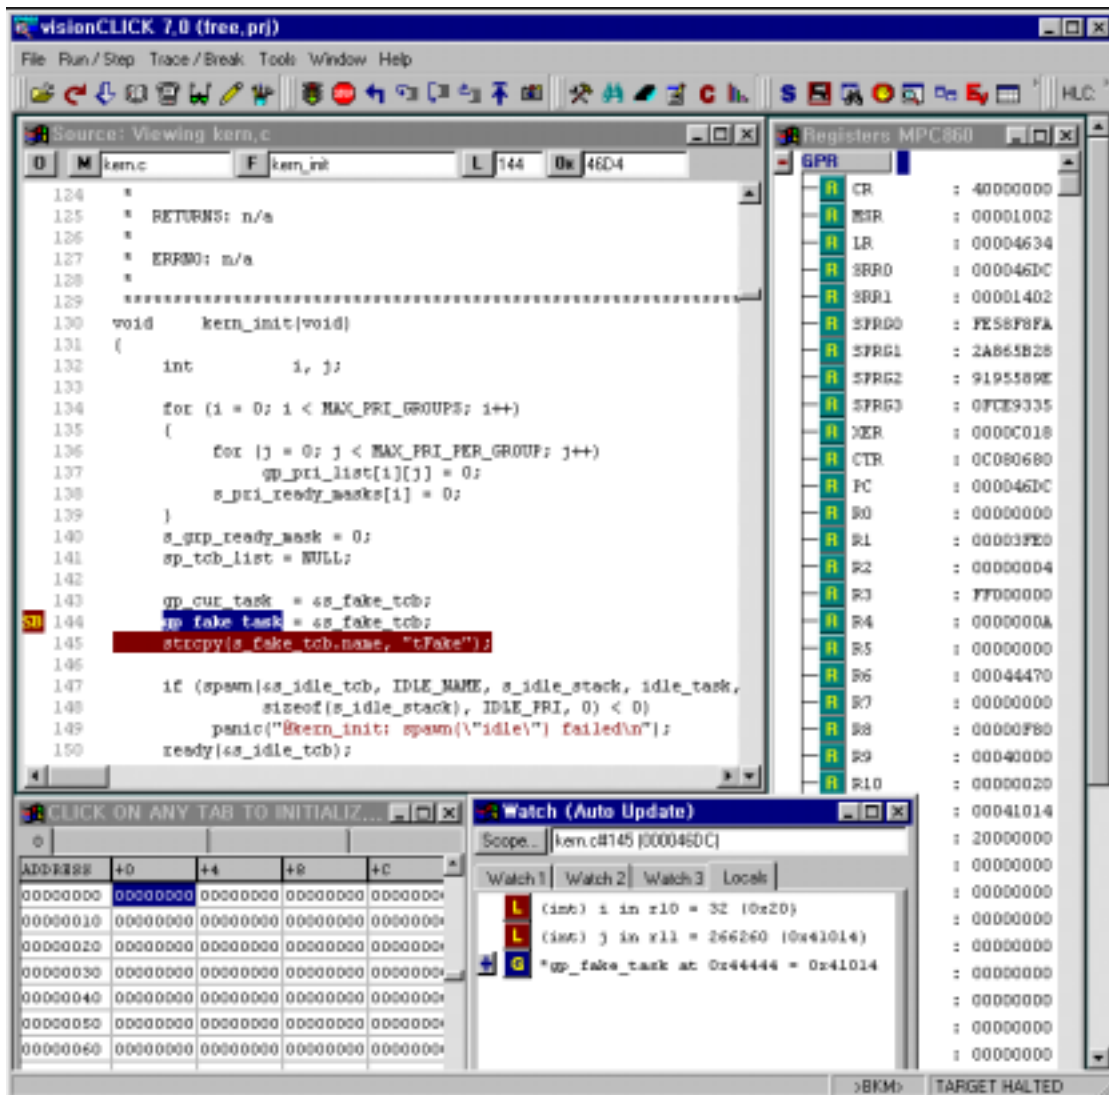 visionCLICK 7.0 (free.prj)
File Run / Step Trace / Break Tools Window Help
STOP S C HLC:
Source: Viewing kern.c
O M kern.c F kern_init L 144 0x 46D4
124 *
125 * RETURNS: n/a
126 *
127 * ERRNO: n/a
128 *
129
130 void kern_init(void)
131 {
132 int i, j;
133
134 for (i = 0; i < MAX_PRI_GROUPS; i++)
135 {
136 for (j = 0; j < MAX_PRI_PER_GROUP; j++)
137 gp_pri_list[i][j] = 0;
138 s_pri_ready_masks[i] = 0;
139 }
140 s_grp_ready_mask = 0;
141 sp_tcb_list = NULL;
142
143 gp_cur_task = &s_fake_tcb;
SB 144 gp_fake_task = &s_fake_tcb;
145 strcpy(s_fake_tcb.name, "tFake");
146
147 if (spawn(&s_idle_tcb, IDLE_NAME, s_idle_stack, idle_task,
148 sizeof(s_idle_stack), IDLE_PRI, 0) < 0)
149 panic("@kern_init: spawn(\"idle\") failed\n");
150 ready(&s_idle_tcb);
Registers MPC860
GPR
R CR : 40000000
R MSR : 00001002
R LR : 00004634
R SRR0 : 000046DC
R SRR1 : 00001402
R SPRG0 : FE58F8FA
R SPRG1 : 2A865B28
R SPRG2 : 9195589E
R SPRG3 : 0FCE9335
R XER : 0000C018
R CTR : 0C080680
R PC : 000046DC
R R0 : 00000000
R R1 : 00003FE0
R R2 : 00000004
R R3 : FF000000
R R4 : 0000000A
R R5 : 00000000
R R6 : 00044470
R R7 : 00000000
R R8 : 00000F80
R R9 : 00040000
R R10 : 00000020
: 00041014
: 20000000
: 00000000
: 00000000
: 00000000
: 00000000
: 00000000
: 00000000
: 00000000
: 00000000
CLICK ON ANY TAB TO INITIALIZ...
0
ADDRESS +0 +4 +8 +C
00000000 00000000 00000000 00000000 0000000
00000010 00000000 00000000 00000000 0000000
00000020 00000000 00000000 00000000 0000000
00000030 00000000 00000000 00000000 0000000
00000040 00000000 00000000 00000000 0000000
00000050 00000000 00000000 00000000 0000000
00000060 00000000 00000000 00000000 0000000
Watch (Auto Update)
Scope... kern.c#145 (000046DC)
Watch 1 Watch 2 Watch 3 Locals
L (int) i in r10 = 32 (0x20)
L (int) j in r11 = 266260 (0x41014)
+ G *gp_fake_task at 0x44444 = 0x41014
>BKM> TARGET HALTED